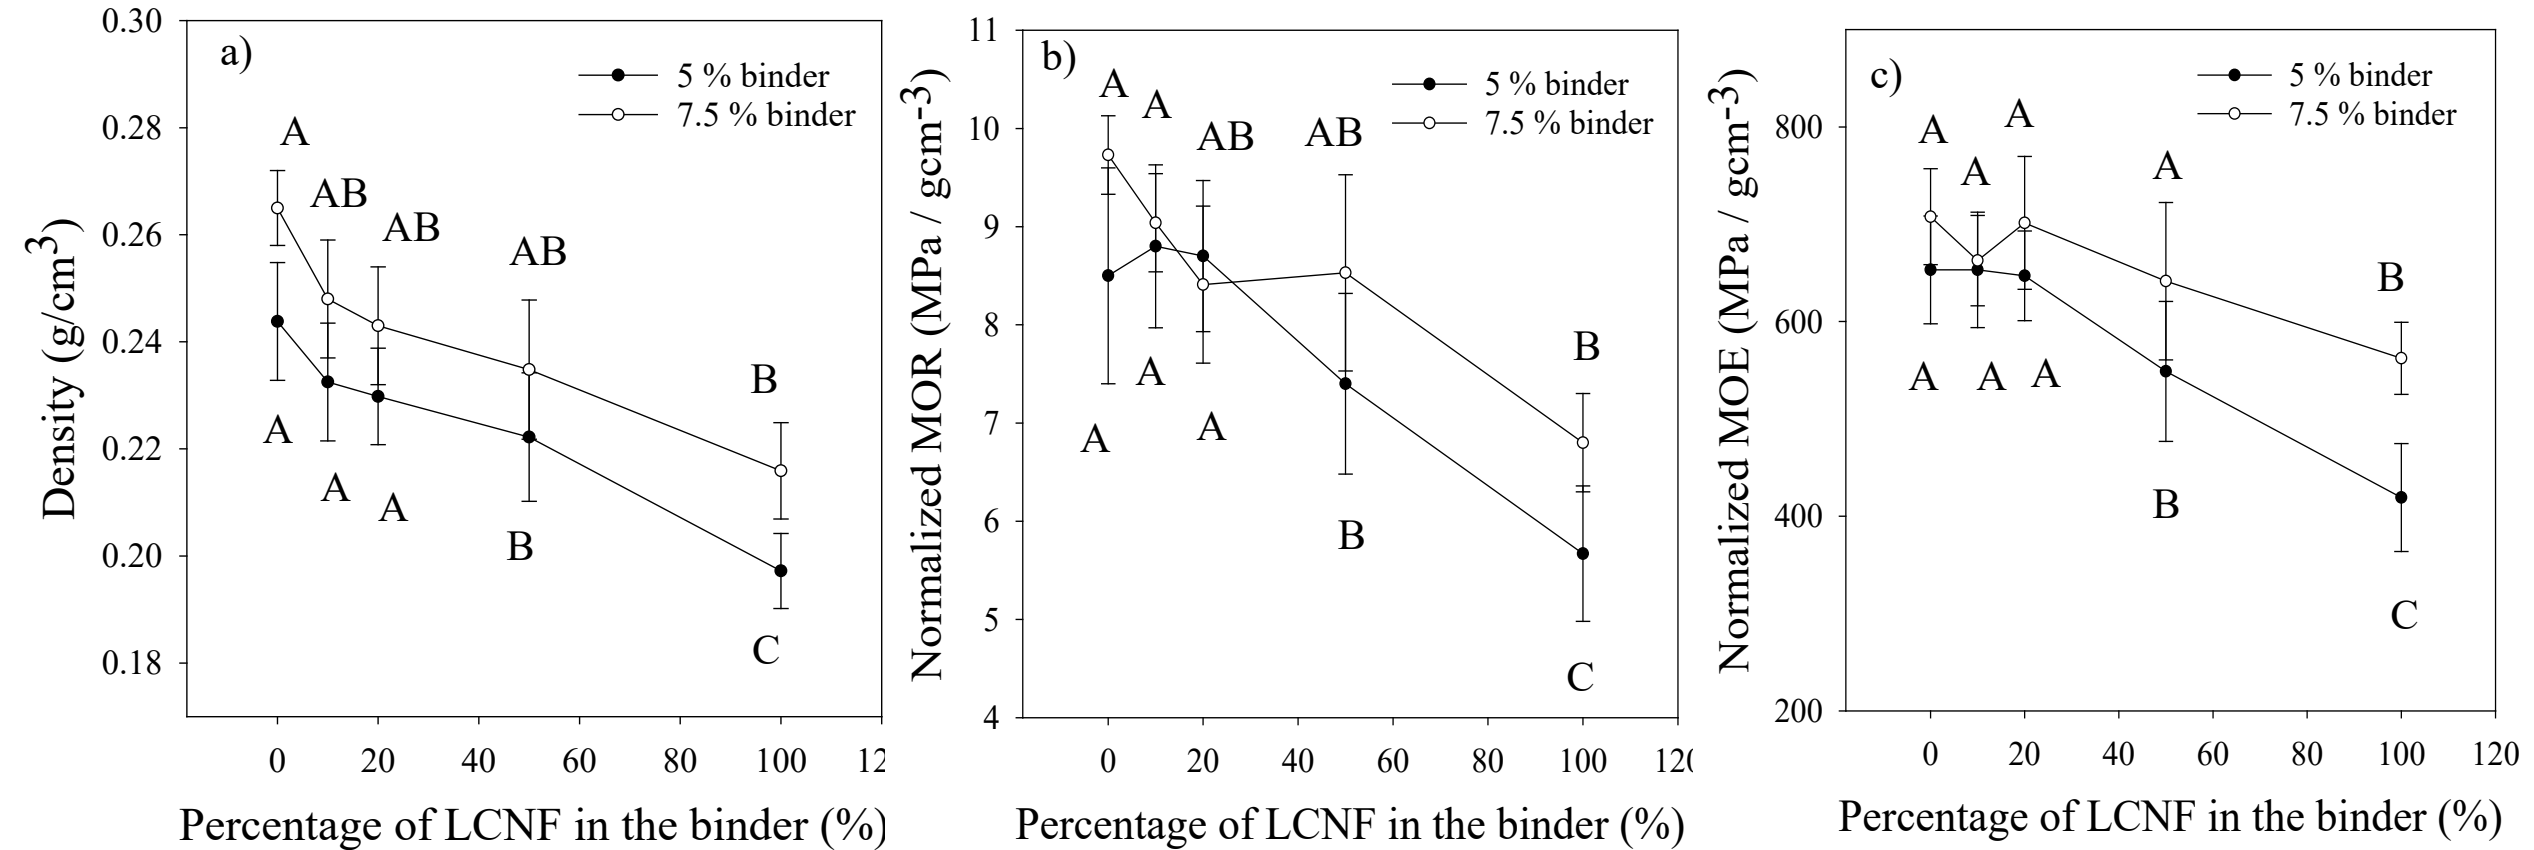 a)
5 % binder
7.5 % binder
Density (g/cm3)
0.30
0.28
0.26
0.24
0.22
0.20
0.18
A
AB
AB
AB
B
A
A
A
B
C
0 20 40 60 80 100 12
Percentage of LCNF in the binder (%)
b)
5 % binder
7.5 % binder
Normalized MOR (MPa / gcm-3)
11
10
9
8
7
6
5
4
A
A
AB
AB
B
A
A
A
B
C
0 20 40 60 80 100 120
Percentage of LCNF in the binder (%)
c)
5 % binder
7.5 % binder
Normalized MOE (MPa / gcm-3)
800
600
400
200
A
A
A
A
B
A
A
A
B
C
0 20 40 60 80 100 120
Percentage of LCNF in the binder (%)